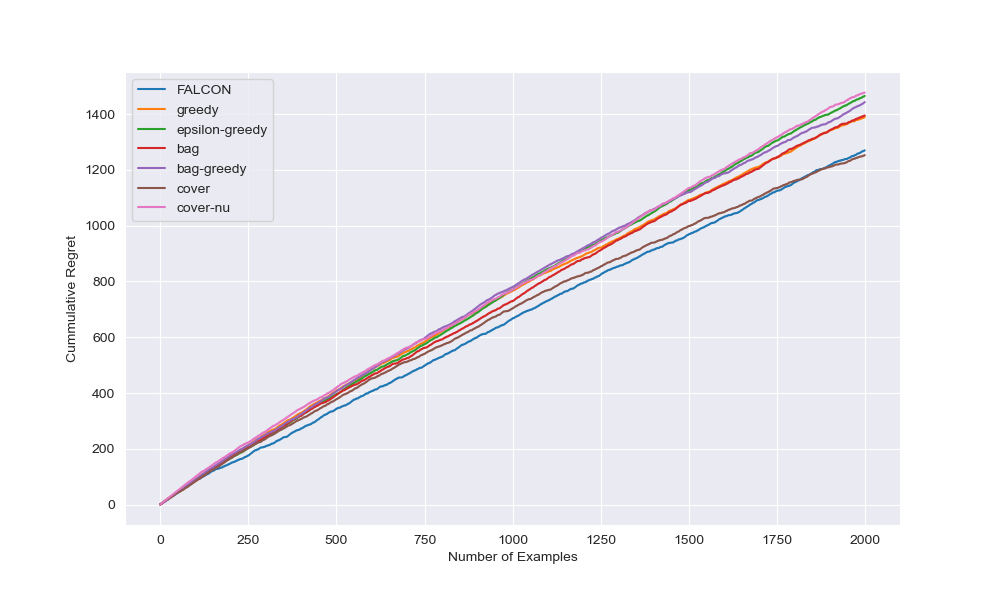 FALCON
greedy
epsilon-greedy
bag
bag-greedy
cover
cover-nu
Cummulative Regret
1400
1200
1000
800
600
400
200
0
0 250 500 750 1000 1250 1500 1750 2000
Number of Examples